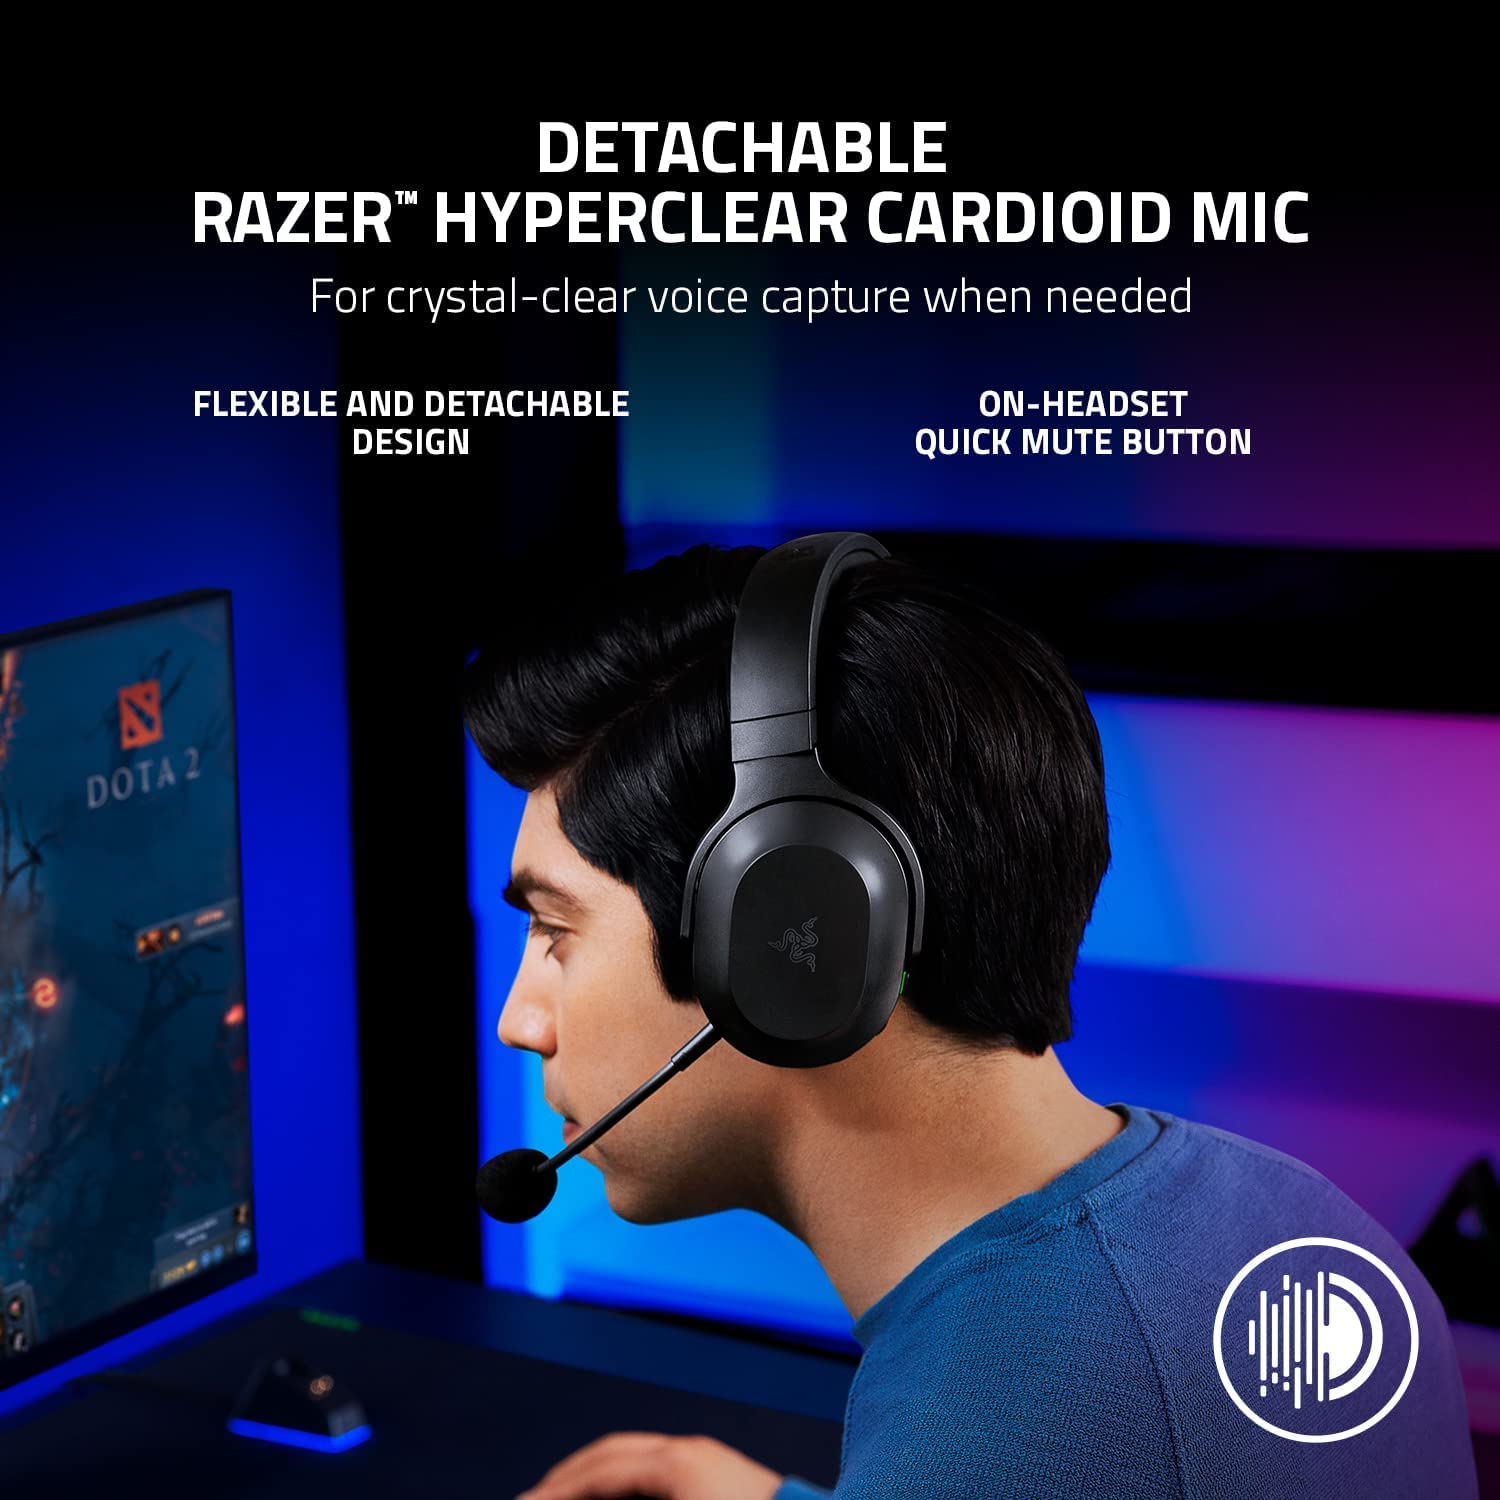 DETACHABLE
RAZER™ HYPERCLEAR CARDIOID MIC
For crystal-clear voice capture when needed
FLEXIBLE AND DETACHABLE
DESIGN
ON-HEADSET
QUICK MUTE BUTTON
DOTA 2